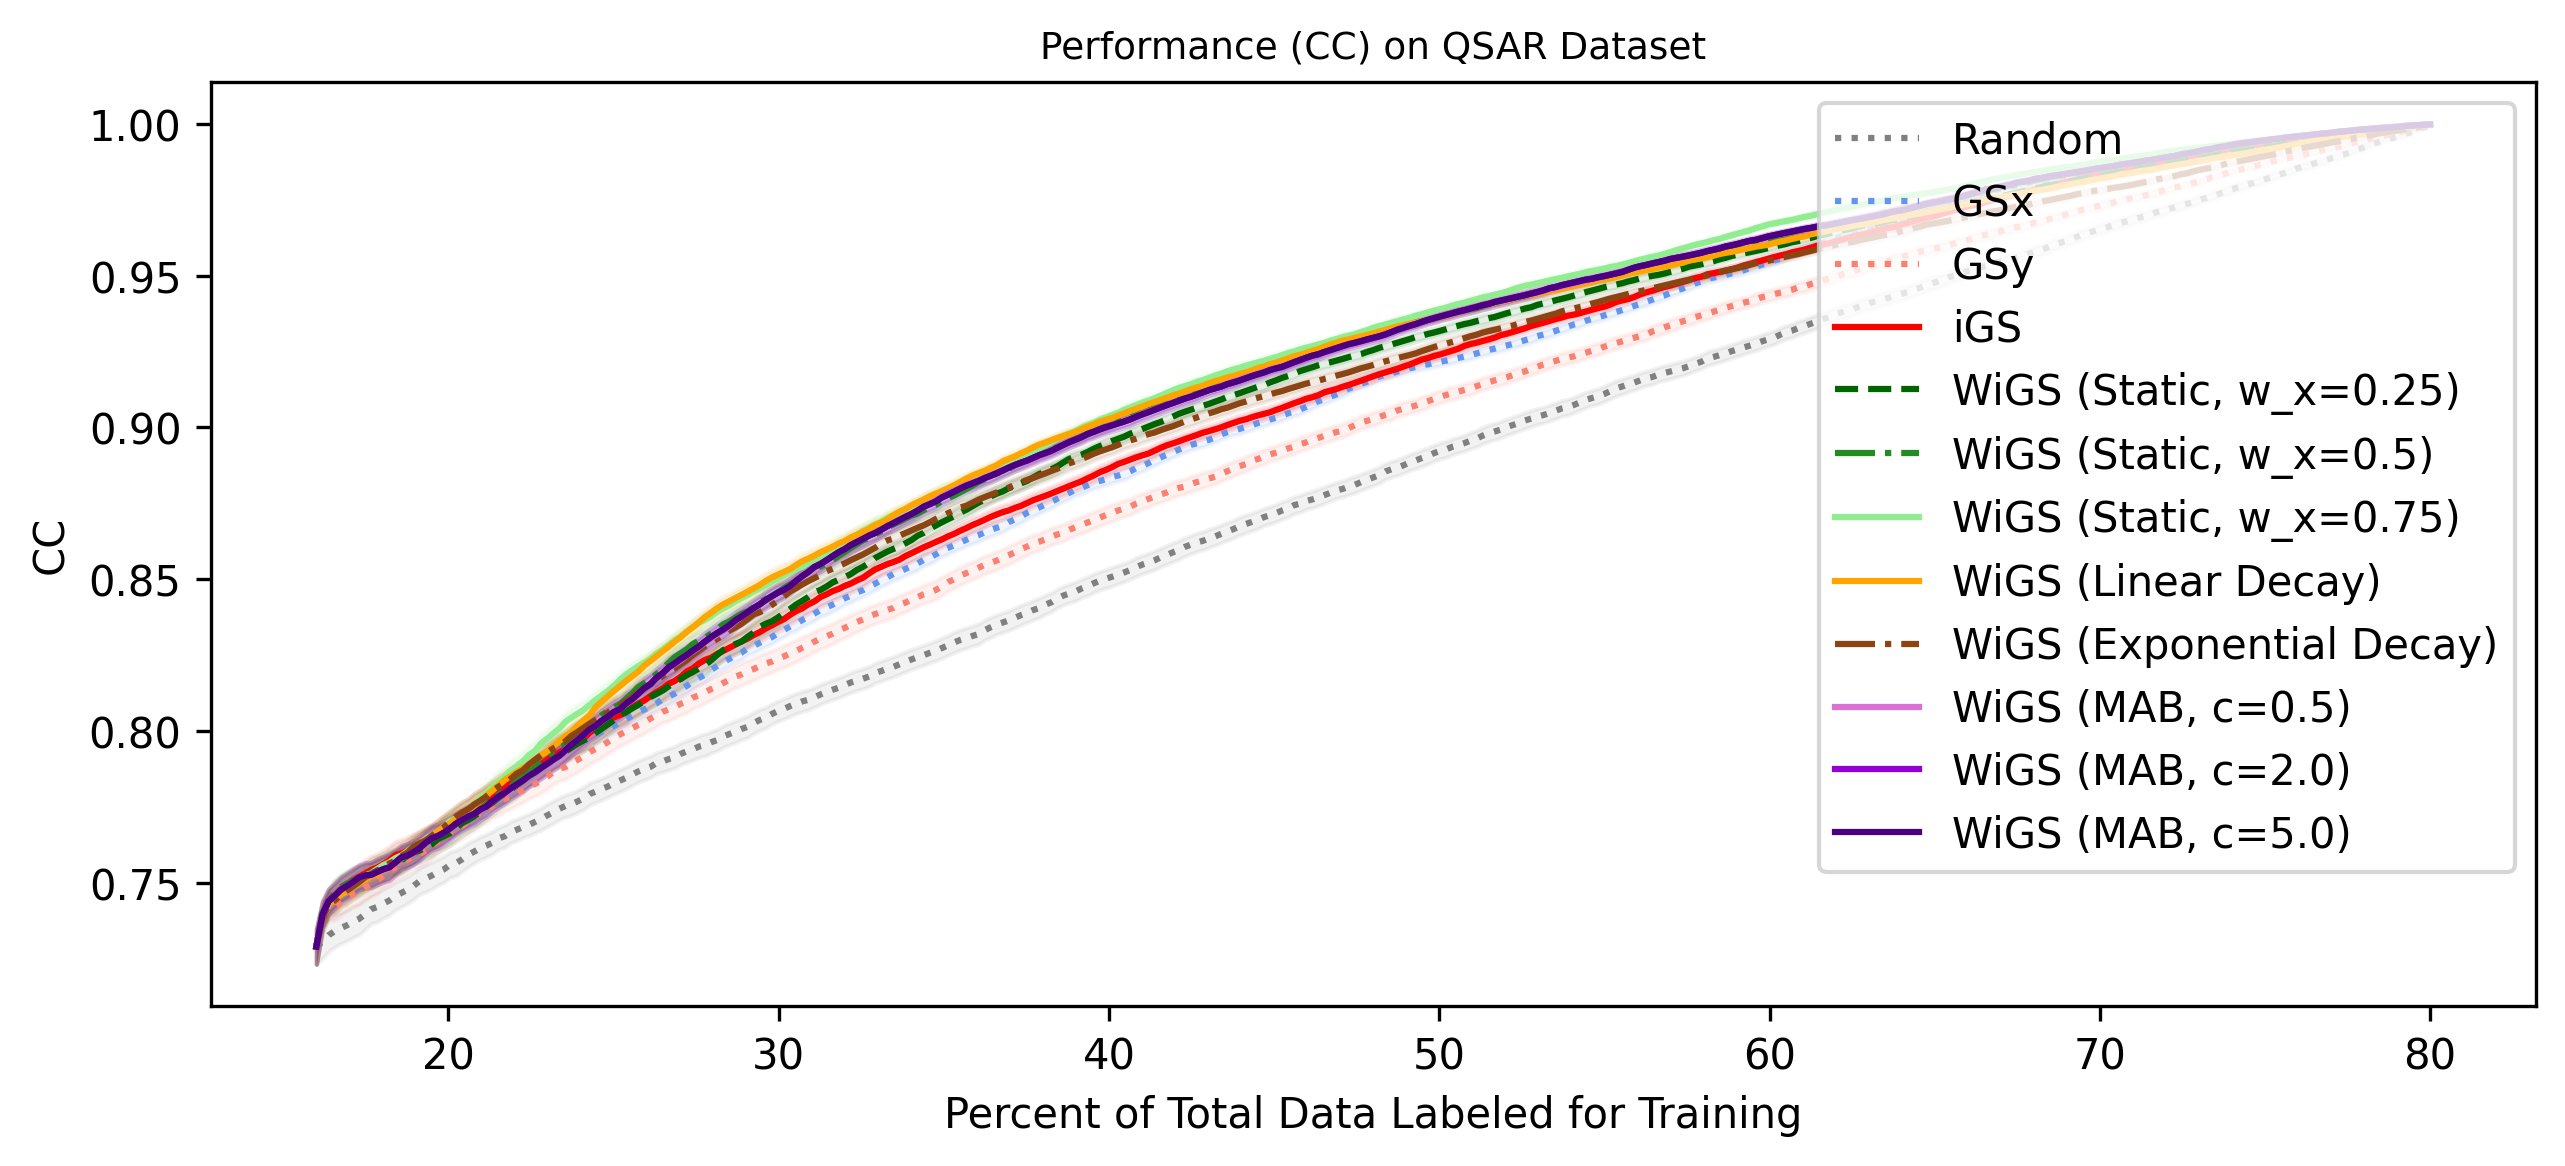 Performance (CC) on QSAR Dataset
1.00
0.95
0.90
0.85
0.80
0.75
CC
20
30
40
50
60
70
80
Percent of Total Data Labeled for Training
Random
GSx
GSy
iGS
WiGS (Static, w_x=0.25)
WiGS (Static, w_x=0.5)
WiGS (Static, w_x=0.75)
WiGS (Linear Decay)
WiGS (Exponential Decay)
WiGS (MAB, c=0.5)
WiGS (MAB, c=2.0)
WiGS (MAB, c=5.0)